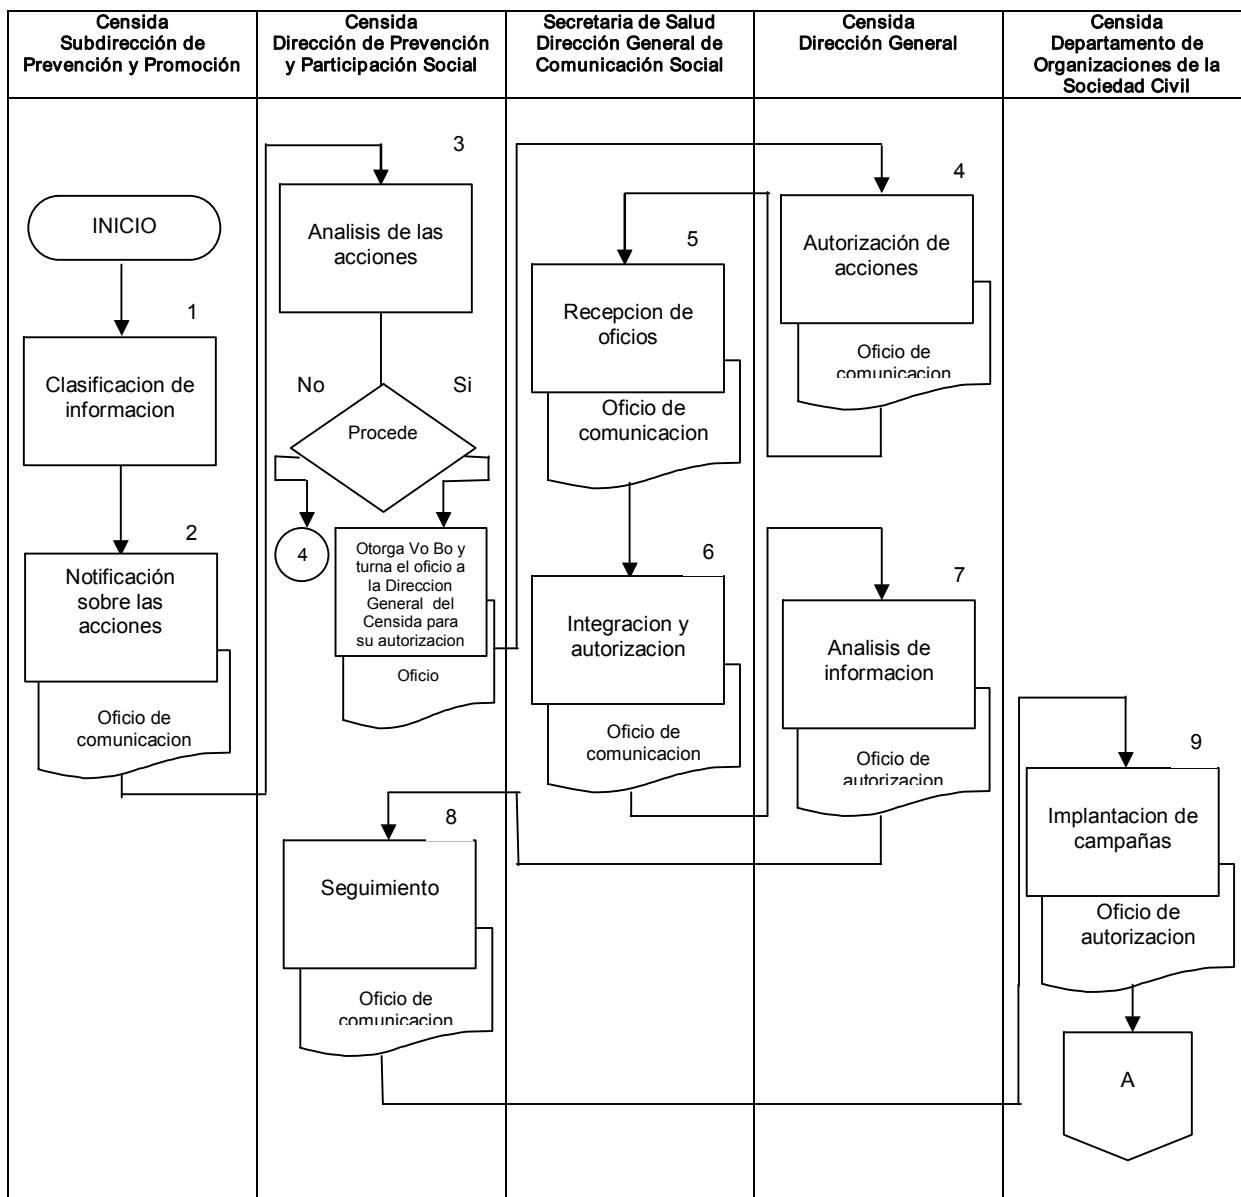 Censida
Subdirección de
Prevención y Promoción
Censida
Dirección de Prevención
y Participación Social
Secretaria de Salud
Dirección General de
Comunicación Social
Censida
Dirección General
Censida
Departamento de
Organizaciones de la
Sociedad Civil
INICIO
1
Clasificacion de
informacion
2
Notificación
sobre las
acciones
Oficio de
comunicacion
3
Analisis de las
acciones
No
Si
Procede
4
Otorga Vo Bo y
turna el oficio a
la Direccion
General del
Censida para
su autorizacion
Oficio
4
Autorización de
acciones
Oficio de
comunicacion
5
Recepcion de
oficios
Oficio de
comunicacion
6
Integracion y
autorizacion
Oficio de
comunicacion
7
Analisis de
informacion
Oficio de
autorizacion
8
Seguimiento
Oficio de
comunicacion
9
Implantacion de
campañas
Oficio de
autorizacion
A